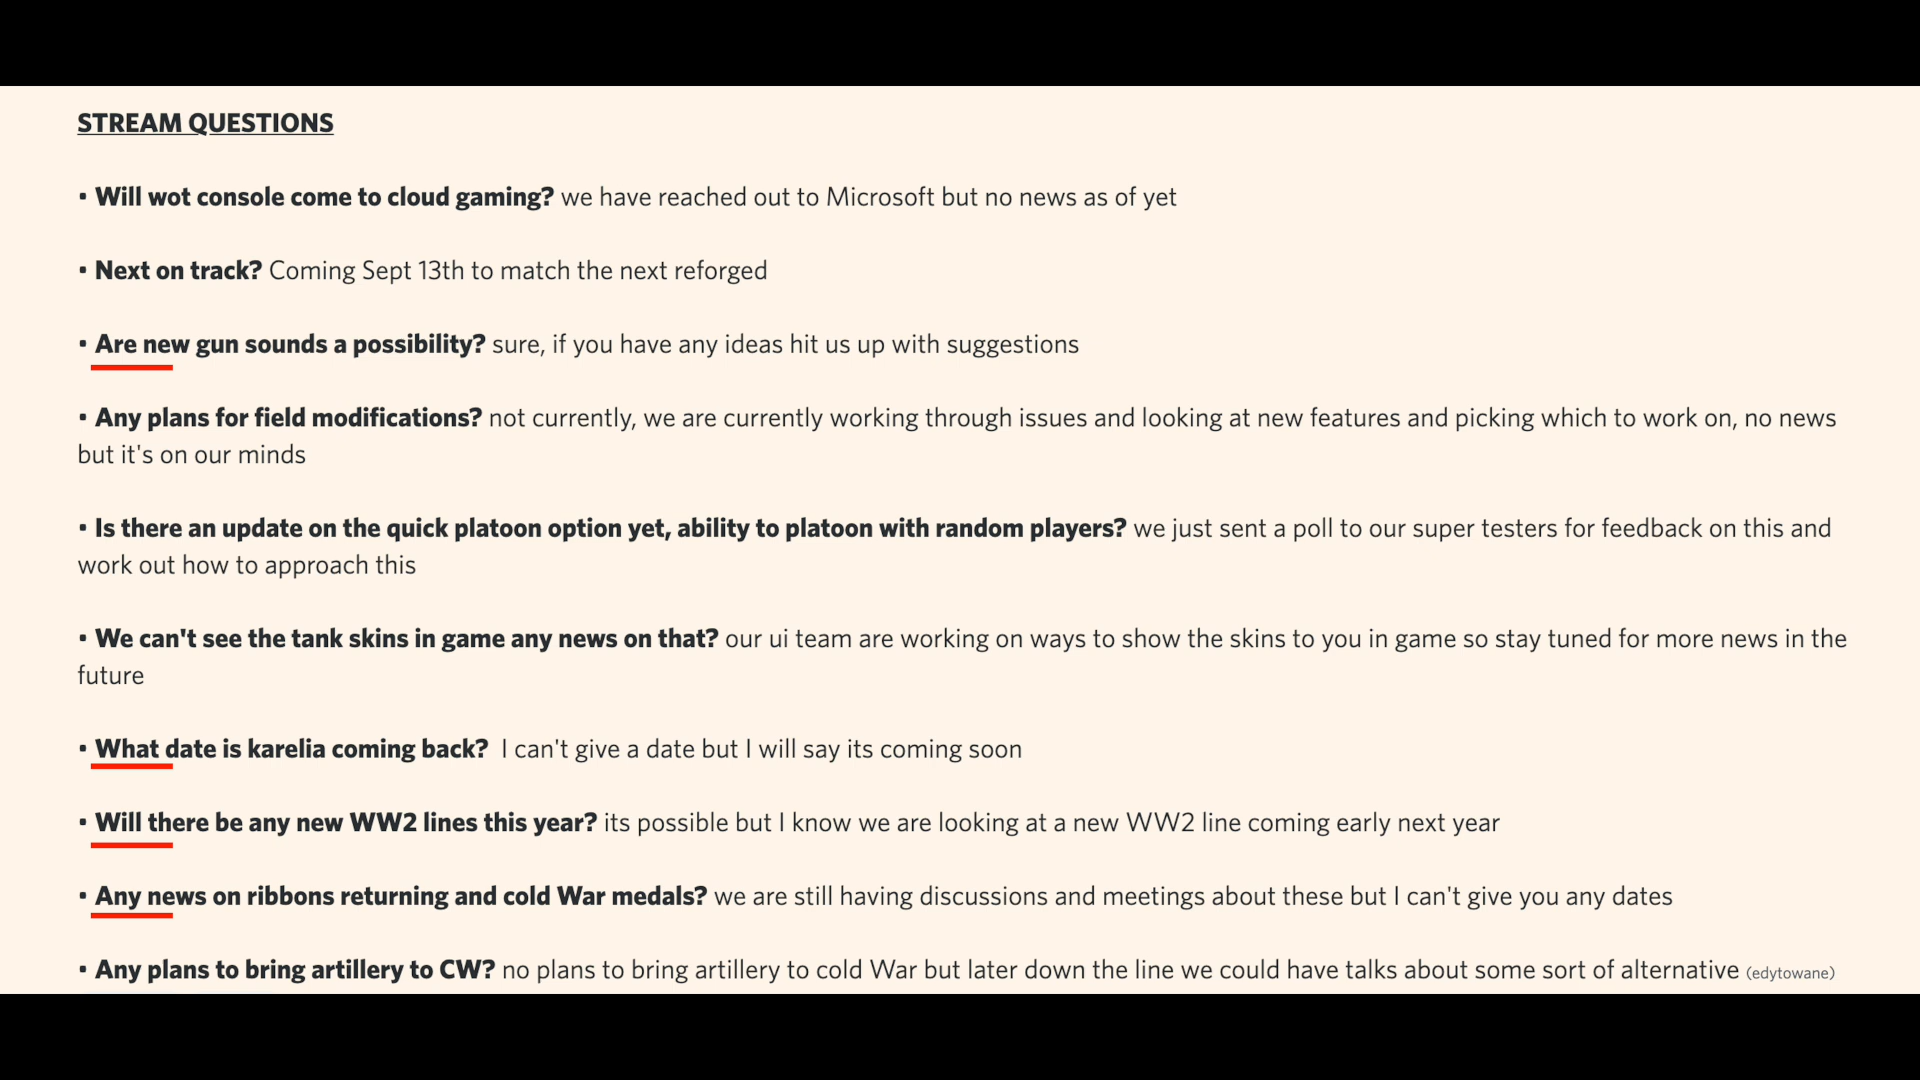 STREAM QUESTIONS
• Will wot console come to cloud gaming? we have reached out to Microsoft but no news as of yet
• Next on track? Coming Sept 13th to match the next reforged
• Are new gun sounds a possibility? sure, if you have any ideas hit us up with suggestions
• Any plans for field modifications? not currently, we are currently working through issues and looking at new features and picking which to work on, no news
but it's on our minds
• Is there an update on the quick platoon option yet, ability to platoon with random players? we just sent a poll to our super testers for feedback on this and
work out how to approach this
• We can't see the tank skins in game any news on that? our ui team are working on ways to show the skins to you in game so stay tuned for more news in the
future
• What date is karelia coming back?  I can't give a date but I will say its coming soon
• Will there be any new WW2 lines this year? its possible but I know we are looking at a new WW2 line coming early next year
• Any news on ribbons returning and cold War medals? we are still having discussions and meetings about these but I can't give you any dates
• Any plans to bring artillery to CW? no plans to bring artillery to cold War but later down the line we could have talks about some sort of alternative (edytowane)